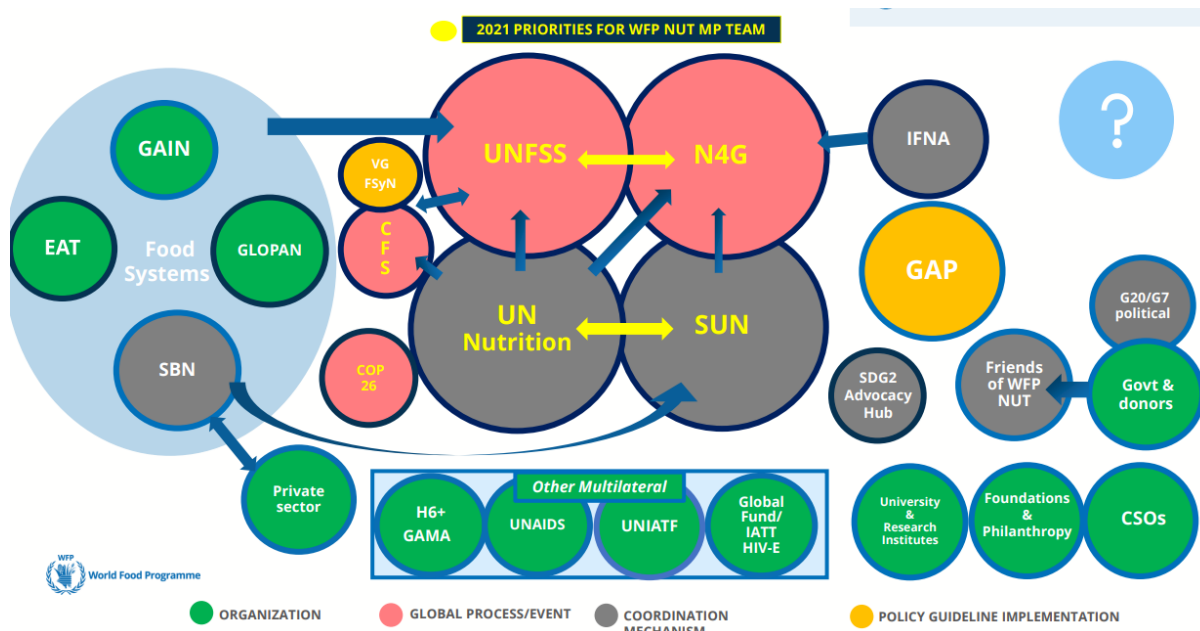 2021 PRIORITIES FOR WFP NUT MP TEAM
GAIN
EAT
GLOPAN
Food
Systems
SBN
Private
sector
VG
FSyN
C
F
S
COP
26
UNFSS
N4G
UN
Nutrition
SUN
IFNA
?
GAP
G20/G7
political
SDG2
Advocacy
Hub
Friends
of WFP
NUT
Govt &
donors
Other Multilateral
H6+
GAMA
UNAIDS
UNIATF
Global
Fund/
IATT
HIV-E
University
&
Research
Institutes
Foundations
&
Philanthropy
CSOs
WFP
World Food Programme
ORGANIZATION
GLOBAL PROCESS/EVENT
COORDINATION
MECHANISM
POLICY GUIDELINE IMPLEMENTATION